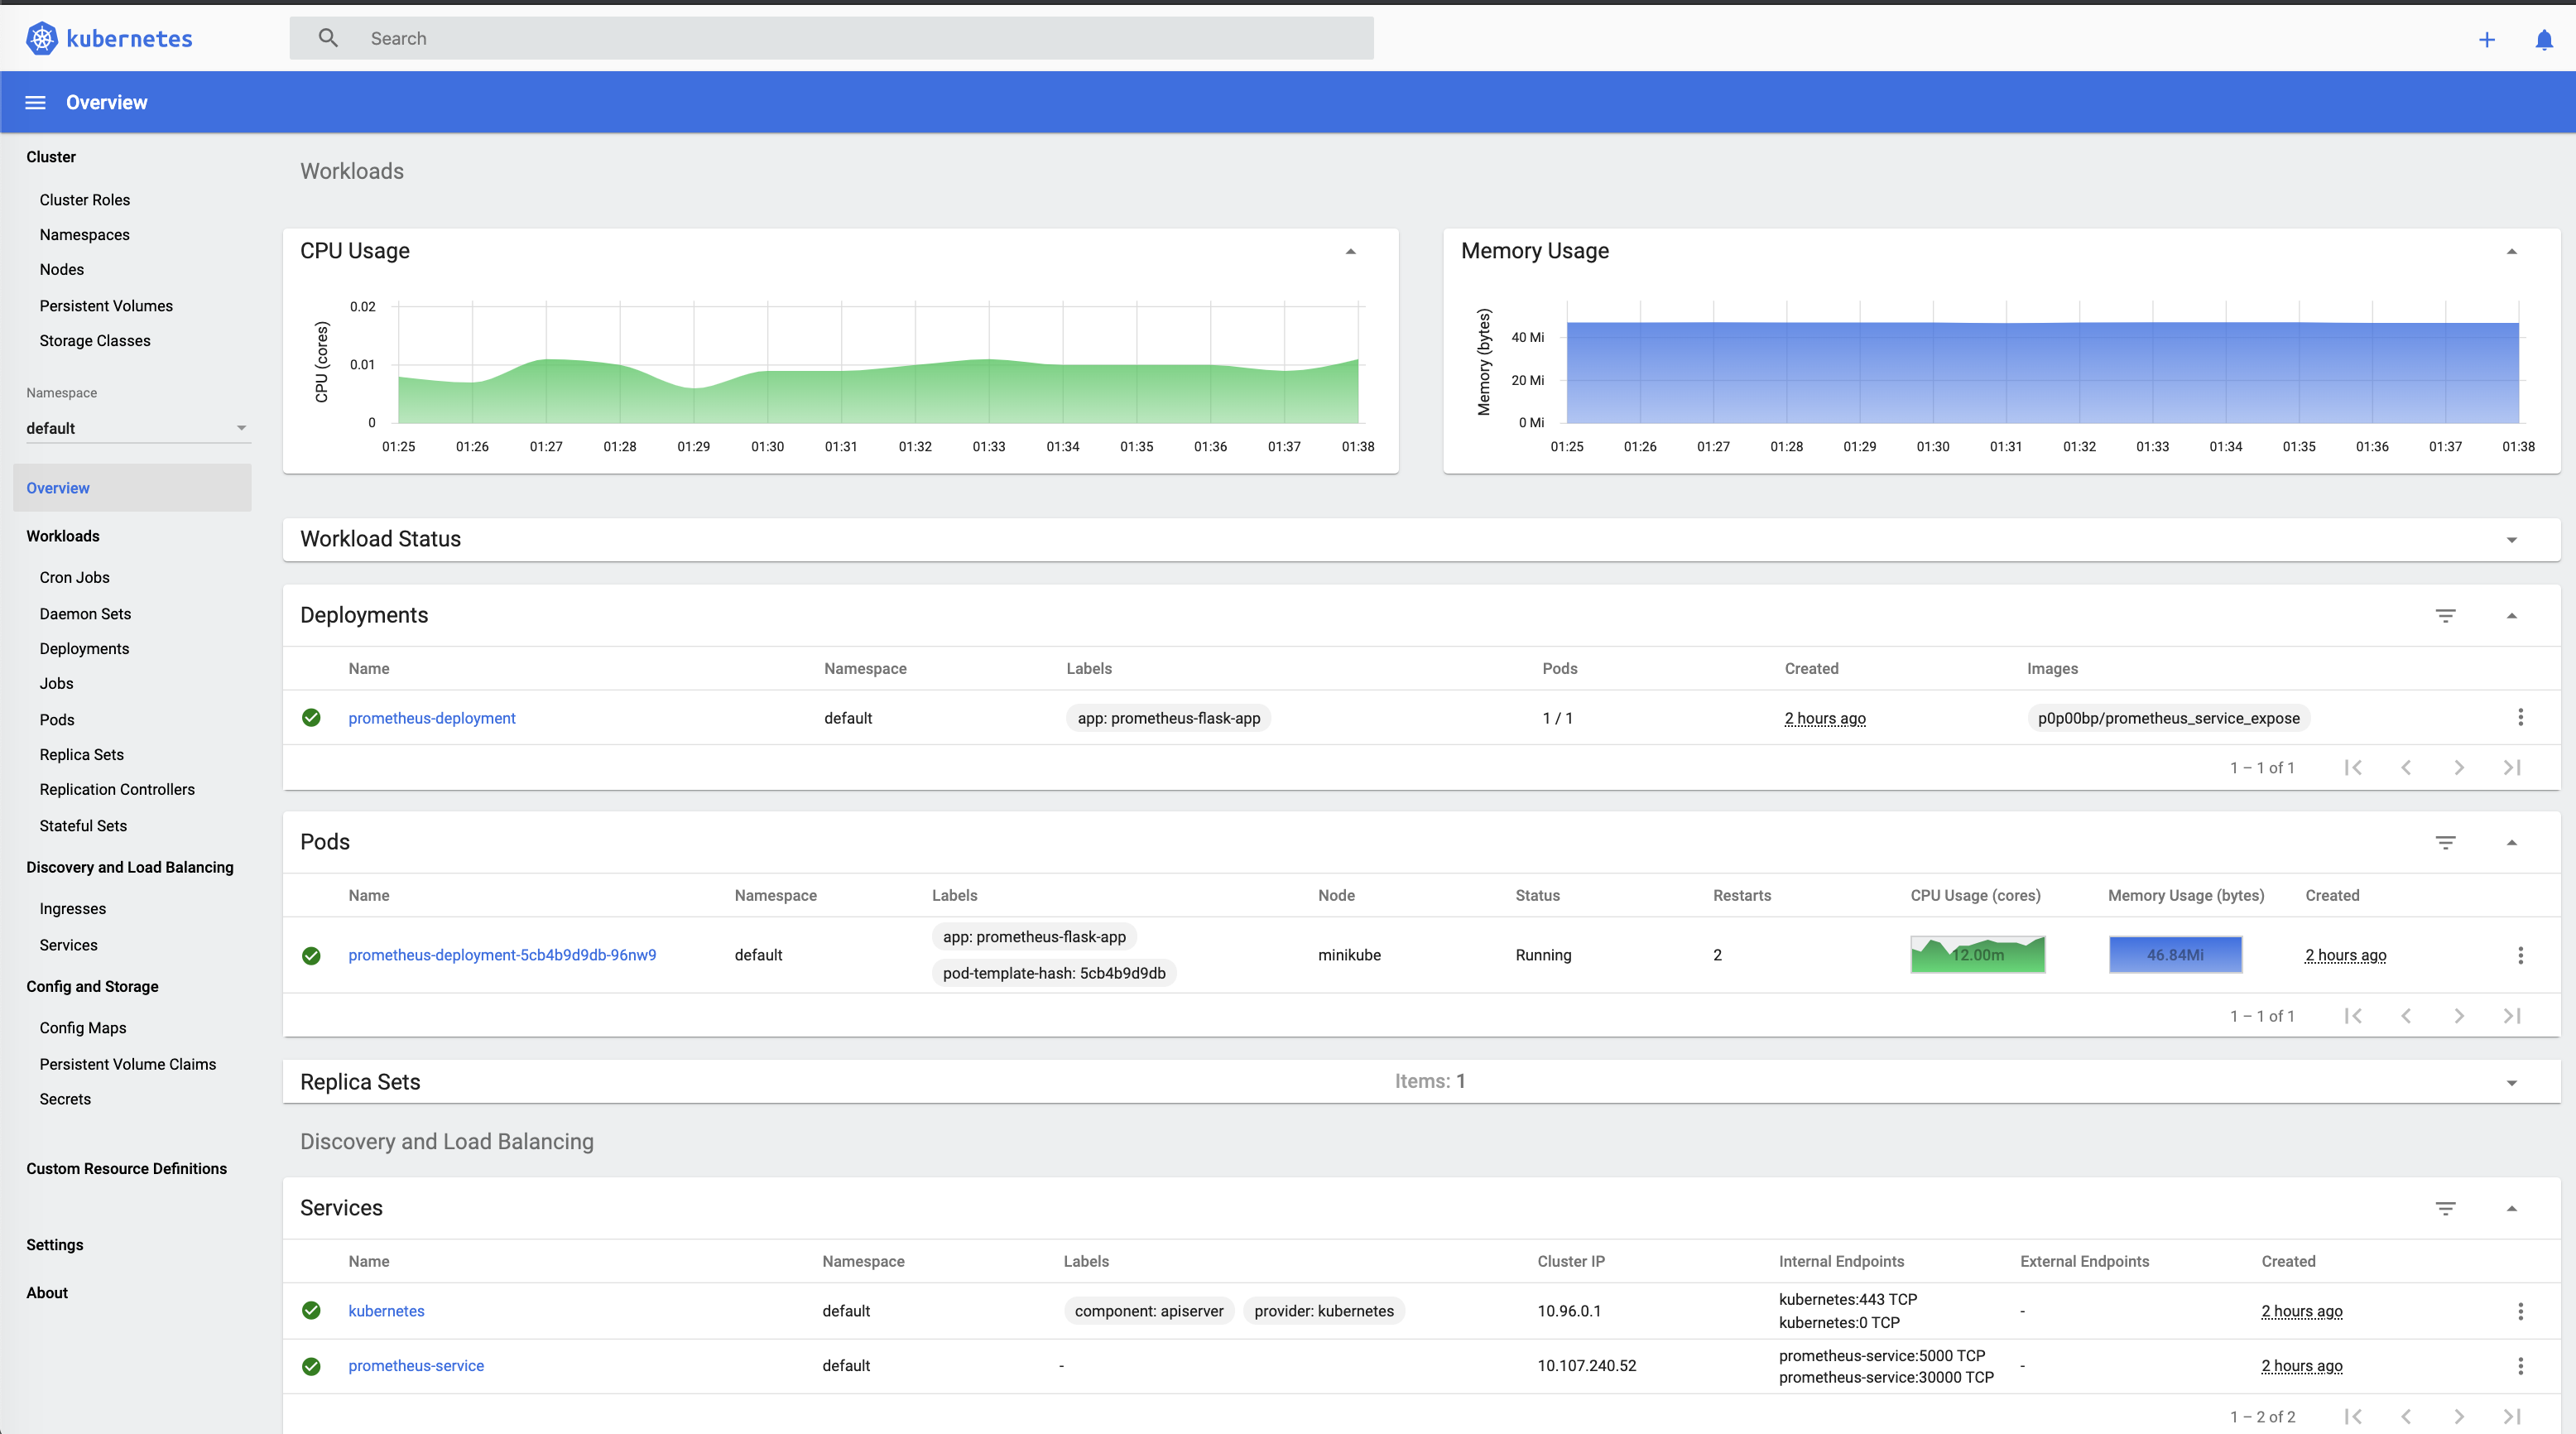 kubernetes
Search
Overview
Cluster
Cluster Roles
Namespaces
Nodes
Persistent Volumes
Storage Classes
Namespace
default
Overview
Workloads
Cron Jobs
Daemon Sets
Deployments
Jobs
Pods
Replica Sets
Replication Controllers
Stateful Sets
Discovery and Load Balancing
Ingresses
Services
Config and Storage
Config Maps
Persistent Volume Claims
Secrets
Custom Resource Definitions
Settings
About
Workloads
CPU Usage
CPU (cores)
0.02
0.01
0
01:25 01:26 01:27 01:28 01:29 01:30 01:31 01:32 01:33 01:34 01:35 01:36 01:37 01:38
Memory Usage
Memory (bytes)
40 Mi
20 Mi
0 Mi
01:25 01:26 01:27 01:28 01:29 01:30 01:31 01:32 01:33 01:34 01:35 01:36 01:37 01:38
Workload Status
Deployments
Name Namespace Labels Pods Created Images
prometheus-deployment default app: prometheus-flask-app 1 / 1 2 hours ago p0p00bp/prometheus_service_expose
1 – 1 of 1
Pods
Name Namespace Labels Node Status Restarts CPU Usage (cores) Memory Usage (bytes) Created
app: prometheus-flask-app
prometheus-deployment-5cb4b9d9db-96nw9 default minikube Running 2 12.00m 46.84Mi 2 hours ago
pod-template-hash: 5cb4b9d9db
1 – 1 of 1
Replica Sets Items: 1
Discovery and Load Balancing
Services
Name Namespace Labels Cluster IP Internal Endpoints External Endpoints Created
kubernetes default component: apiserver provider: kubernetes 10.96.0.1 kubernetes:443 TCP - 2 hours ago
kubernetes:0 TCP
prometheus-service default - 10.107.240.52 prometheus-service:5000 TCP - 2 hours ago
prometheus-service:30000 TCP
1 – 2 of 2